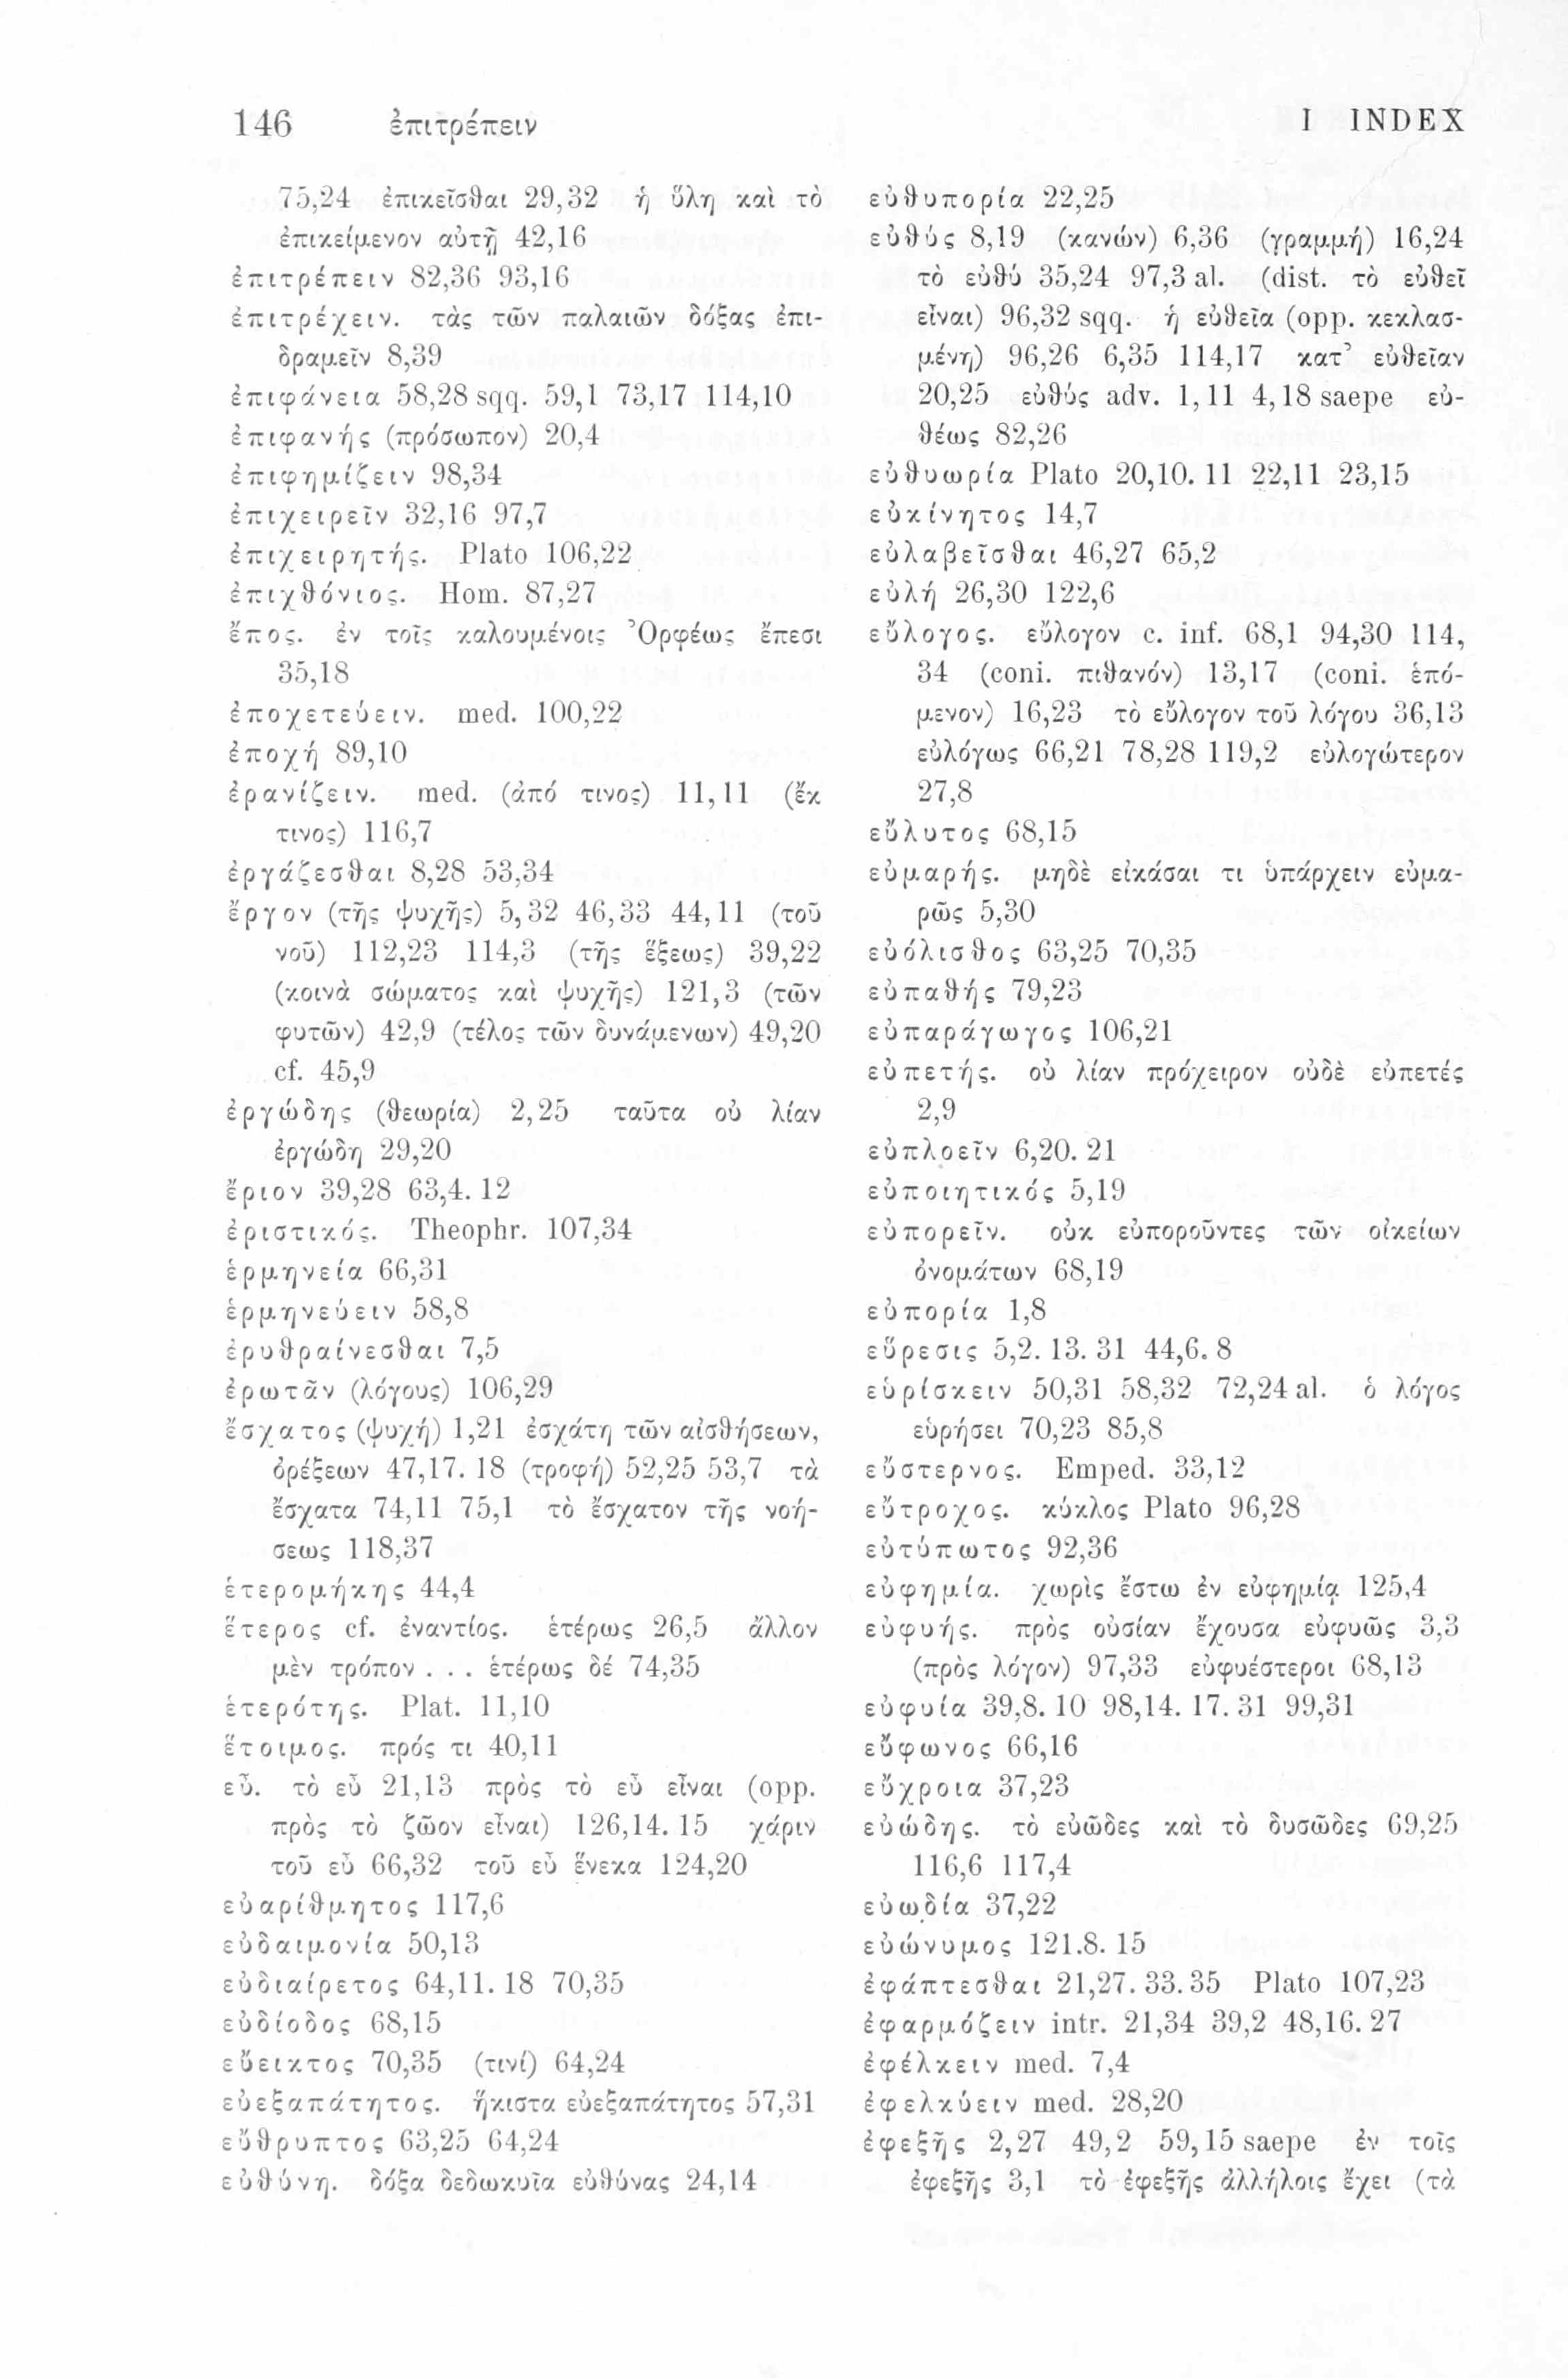 146 ἐπιτρέπειν I INDEX
75,24 ἐπικεῖσθαι 29,32 ἡ ὕλη καὶ τὸ
ἐπικείμενον αὐτῇ 42,16
ἐπιτρέπειν 82,36 93,16
ἐπιτρέχειν. τὰς τῶν παλαιῶν δόξας ἐπι-
δραμεῖν 8,39
ἐπιφάνεια 58,28 sqq. 59,1 73,17 114,10
ἐπιφανής (πρόσωπον) 20,4
ἐπιφημίζειν 98,34
ἐπιχειρεῖν 32,16 97,7
ἐπιχειρητής. Plato 106,22
ἐπιχθόνιος. Hom. 87,27
ἔπος. ἐν τοῖς καλουμένοις Ὀρφέως ἔπεσι
35,18
ἐποχετεύειν. med. 100,22
ἐποχή 89,10
ἐρανίζειν. med. (ἀπό τινος) 11,11 (ἔκ
τινος) 116,7
ἐργάζεσθαι 8,28 53,34
ἔργον (τῆς ψυχῆς) 5,32 46,33 44,11 (τοῦ
νοῦ) 112,23 114,3 (τῆς ἕξεως) 39,22
(κοινὰ σώματος καὶ ψυχῆς) 121,3 (τῶν
φυτῶν) 42,9 (τέλος τῶν δυνάμενων) 49,20
cf. 45,9
ἐργώδης (θεωρία) 2,25 ταῦτα οὐ λίαν
ἐργώδη 29,20
ἔριον 39,28 63,4. 12
ἐριστικός. Theophr. 107,34
ἑρμηνεία 66,31
ἑρμηνεύειν 58,8
ἐρυθραίνεσθαι 7,5
ἐρωτᾶν (λόγους) 106,29
ἔσχατος (ψυχή) 1,21 ἐσχάτη τῶν αἰσθήσεων,
ὀρέξεων 47,17. 18 (τροφή) 52,25 53,7 τὰ
ἔσχατα 74,11 75,1 τὸ ἔσχατον τῆς νοή-
σεως 118,37
ἑτερομήκης 44,4
ἕτερος cf. ἐναντίος. ἑτέρως 26,5 ἄλλον
μὲν τρόπον . . . ἑτέρως δέ 74,35
ἑτερότης. Plat. 11,10
ἕτοιμος. πρός τι 40,11
εὖ. τὸ εὖ 21,13 πρὸς τὸ εὖ εἶναι (opp.
πρὸς τὸ ζῶον εἶναι) 126,14. 15 χάριν
τοῦ εὖ 66,32 τοῦ εὖ ἕνεκα 124,20
εὐαρίθμητος 117,6
εὐδαιμονία 50,13
εὐδιαίρετος 64,11. 18 70,35
εὐδίοδος 68,15
εὔεικτος 70,35 (τινί) 64,24
εὐεξαπάτητος. ἥκιστα εὐεξαπάτητος 57,31
εὔθρυπτος 63,25 64,24
εὐθύνη. δόξα δεδωκυῖα εὐθύνας 24,14
εὐθυπορία 22,25
εὐθύς 8,19 (κανών) 6,36 (γραμμή) 16,24
τὸ εὐθύ 35,24 97,3 al. (dist. τὸ εὐθεῖ
εἶναι) 96,32 sqq. ἡ εὐθεῖα (opp. κεκλασ-
μένη) 96,26 6,35 114,17 κατ’ εὐθεῖαν
20,25 εὐθύς adv. 1,11 4,18 saepe εὐ-
θέως 82,26
εὐθυωρία Plato 20,10. 11 22,11 23,15
εὐκίνητος 14,7
εὐλαβεῖσθαι 46,27 65,2
εὐλή 26,30 122,6
εὔλογος. εὔλογον c. inf. 68,1 94,30 114,
34 (coni. πιθανόν) 13,17 (coni. ἑπό-
μενον) 16,23 τὸ εὔλογον τοῦ λόγου 36,13
εὐλόγως 66,21 78,28 119,2 εὐλογώτερον
27,8
εὔλυτος 68,15
εὐμαρής. μηδὲ εἰκάσαι τι ὑπάρχειν εὐμα-
ρῶς 5,30
εὐόλισθος 63,25 70,35
εὐπαθής 79,23
εὐπαράγωγος 106,21
εὐπετής. οὐ λίαν πρόχειρον οὐδὲ εὐπετές
2,9
εὐπλοεῖν 6,20. 21
εὐποιητικός 5,19
εὐπορεῖν. οὐκ εὐποροῦντες τῶν οἰκείων
ὀνομάτων 68,19
εὐπορία 1,8
εὕρεσις 5,2. 13. 31 44,6. 8
εὑρίσκειν 50,31 58,32 72,24 al. ὁ λόγος
εὑρήσει 70,23 85,8
εὔστερνος. Emped. 33,12
εὔτροχος. κύκλος Plato 96,28
εὐτύπωτος 92,36
εὐφημία. χωρὶς ἔστω ἐν εὐφημίᾳ 125,4
εὐφυής. πρὸς οὐσίαν ἔχουσα εὐφυῶς 3,3
(πρὸς λόγον) 97,33 εὐφυέστεροι 68,13
εὐφυία 39,8. 10 98,14. 17. 31 99,31
εὔφωνος 66,16
εὔχροια 37,23
εὐώδης. τὸ εὐῶδες καὶ τὸ δυσῶδες 69,25
116,6 117,4
εὐωδία 37,22
εὐώνυμος 121.8. 15
ἐφάπτεσθαι 21,27. 33. 35 Plato 107,23
ἐφαρμόζειν intr. 21,34 39,2 48,16. 27
ἐφέλκειν med. 7,4
ἐφελκύειν med. 28,20
ἐφεξῆς 2,27 49,2 59,15 saepe ἐν τοῖς
ἐφεξῆς 3,1 τὸ ἐφεξῆς ἀλλήλοις ἔχει (τὰ